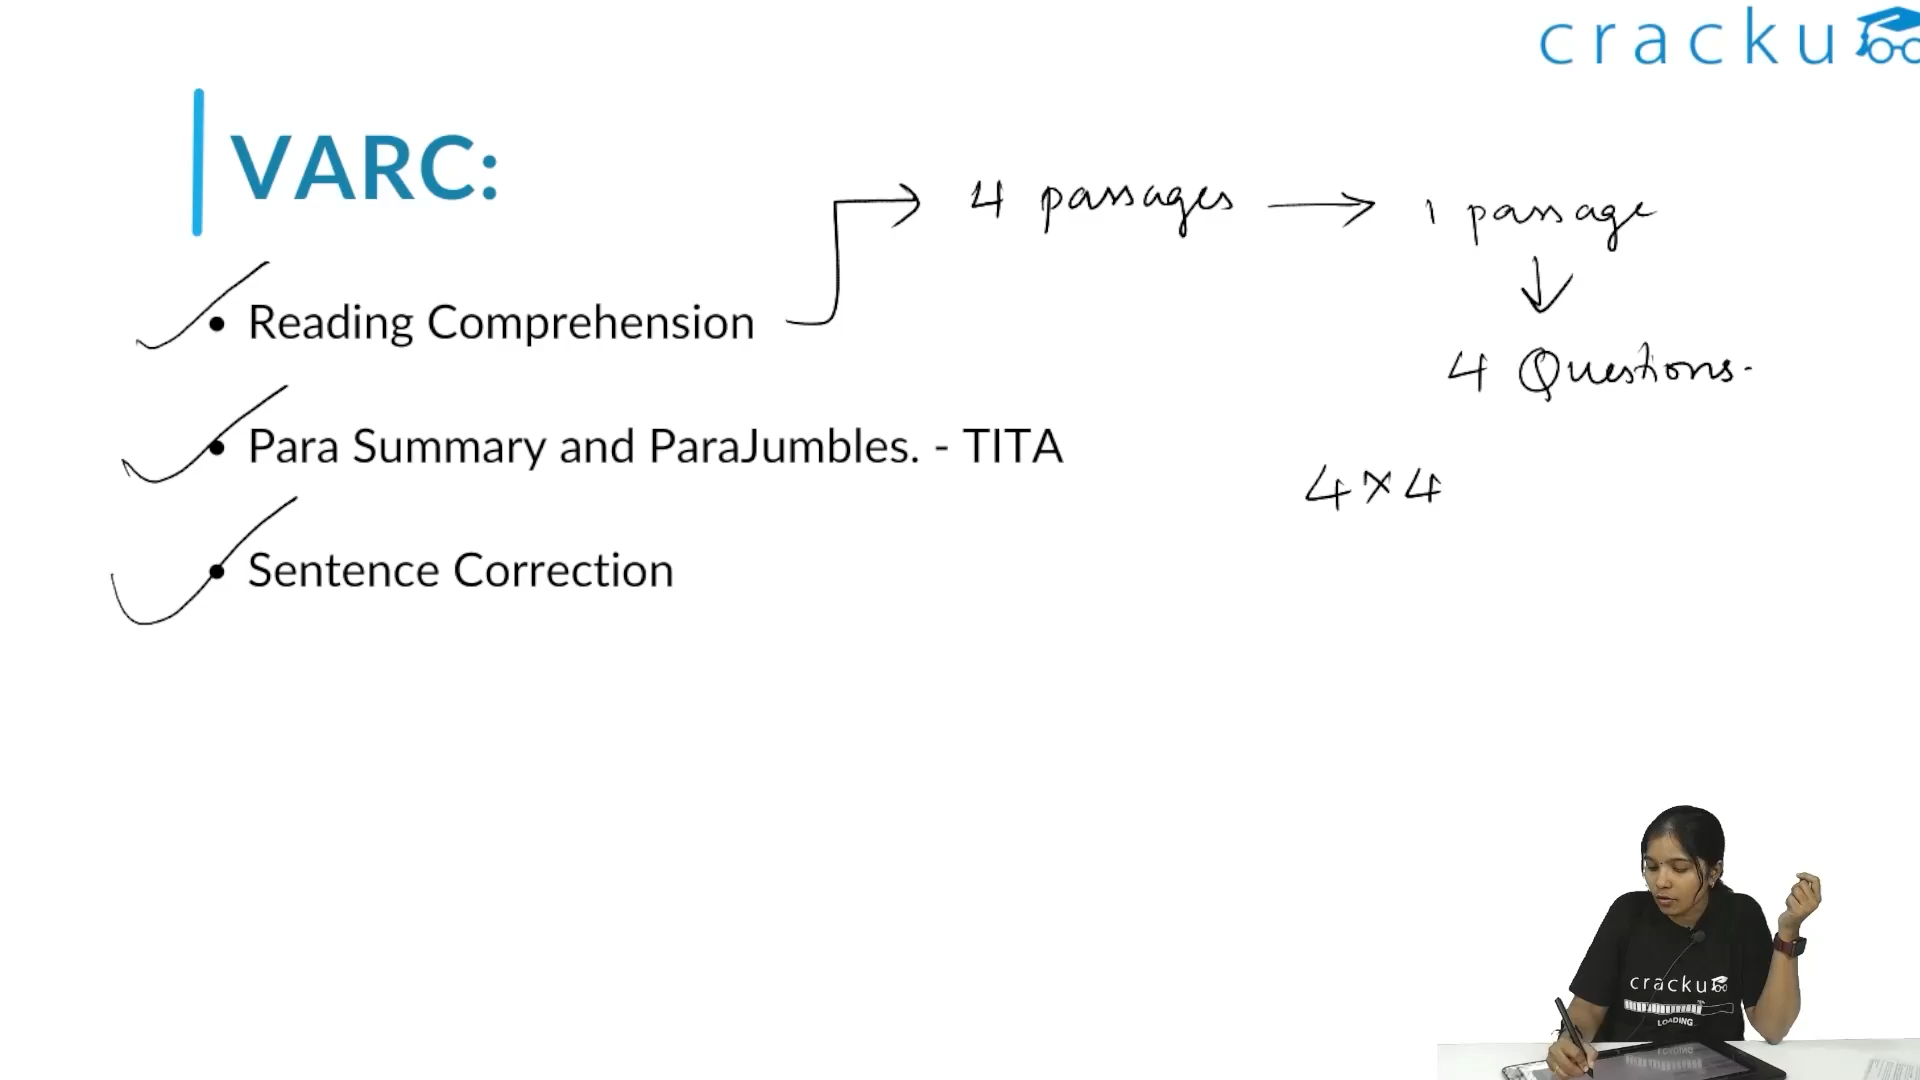 cracku
VARC:
4 passages → 1 passage
↓
• Reading Comprehension
4 Questions.
• Para Summary and ParaJumbles. - TITA
4×4
• Sentence Correction
cracku
LOADING